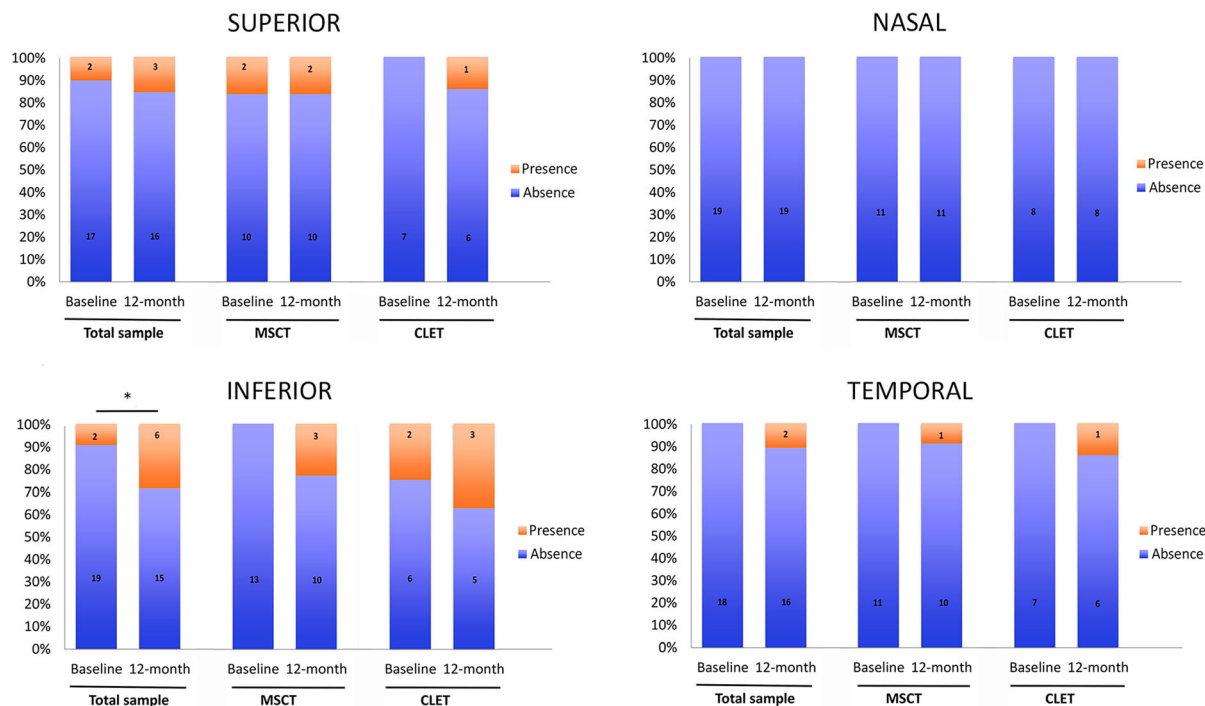 SUPERIOR
100%
90%
80%
70%
60%
50%
40%
30%
20%
10%
0%
2 3 2 2 1
17 16 10 10 7 6
Presence
Absence
Baseline 12-month Baseline 12-month Baseline 12-month
Total sample MSCT CLET
NASAL
100%
90%
80%
70%
60%
50%
40%
30%
20%
10%
0%
19 19 11 11 8 8
Presence
Absence
Baseline 12-month Baseline 12-month Baseline 12-month
Total sample MSCT CLET
INFERIOR
*
100%
90%
80%
70%
60%
50%
40%
30%
20%
10%
0%
2 6 3 2 3
19 15 13 10 6 5
Presence
Absence
Baseline 12-month Baseline 12-month Baseline 12-month
Total sample MSCT CLET
TEMPORAL
100%
90%
80%
70%
60%
50%
40%
30%
20%
10%
0%
2 1 1
18 16 11 10 7 6
Presence
Absence
Baseline 12-month Baseline 12-month Baseline 12-month
Total sample MSCT CLET